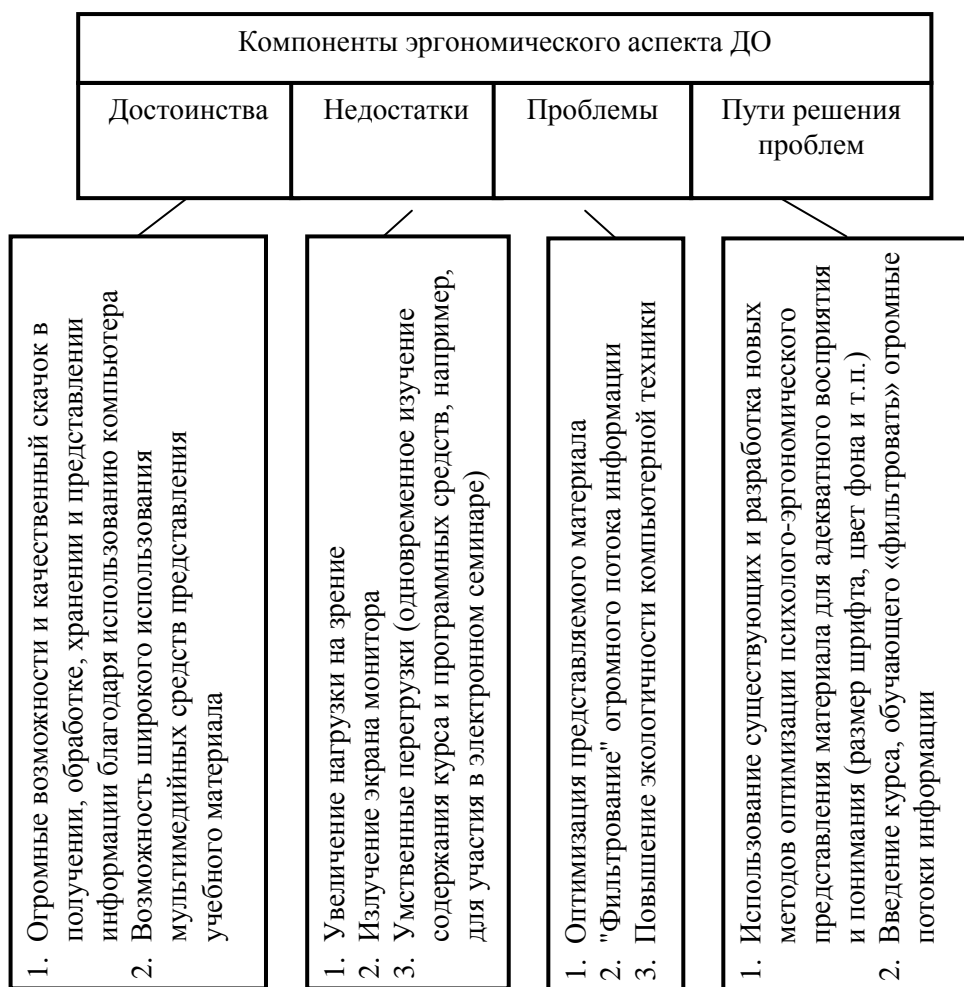 Компоненты эргономического аспекта ДО
Достоинства
Недостатки
Проблемы
Пути решения
проблем
1. Огромные возможности и качественный скачок в
получении, обработке, хранении и представлении
информации благодаря использованию компьютера
2. Возможность широкого использования
мультимедийных средств представления
учебного материала
1. Увеличение нагрузки на зрение
2. Излучение экрана монитора
3. Умственные перегрузки (одновременное изучение
содержания курса и программных средств, например,
для участия в электронном семинаре)
1. Оптимизация представляемого материала
2. "Фильтрование" огромного потока информации
3. Повышение экологичности компьютерной техники
1. Использование существующих и разработка новых
методов оптимизации психолого-эргономического
представления материала для адекватного восприятия
и понимания (размер шрифта, цвет фона и т.п.)
2. Введение курса, обучающего «фильтровать» огромные
потоки информации